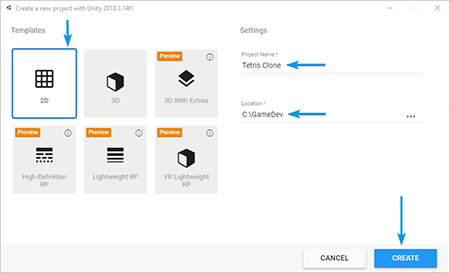 Create a new project with Unity 2018.3.14f1
Templates
Settings
2D
3D
Preview
3D With Extras
Preview
High-Definition
RP
Preview
Lightweight RP
Preview
VR Lightweight
RP
Project Name *
Tetris Clone
Location *
C:\GameDev
...
CANCEL
CREATE